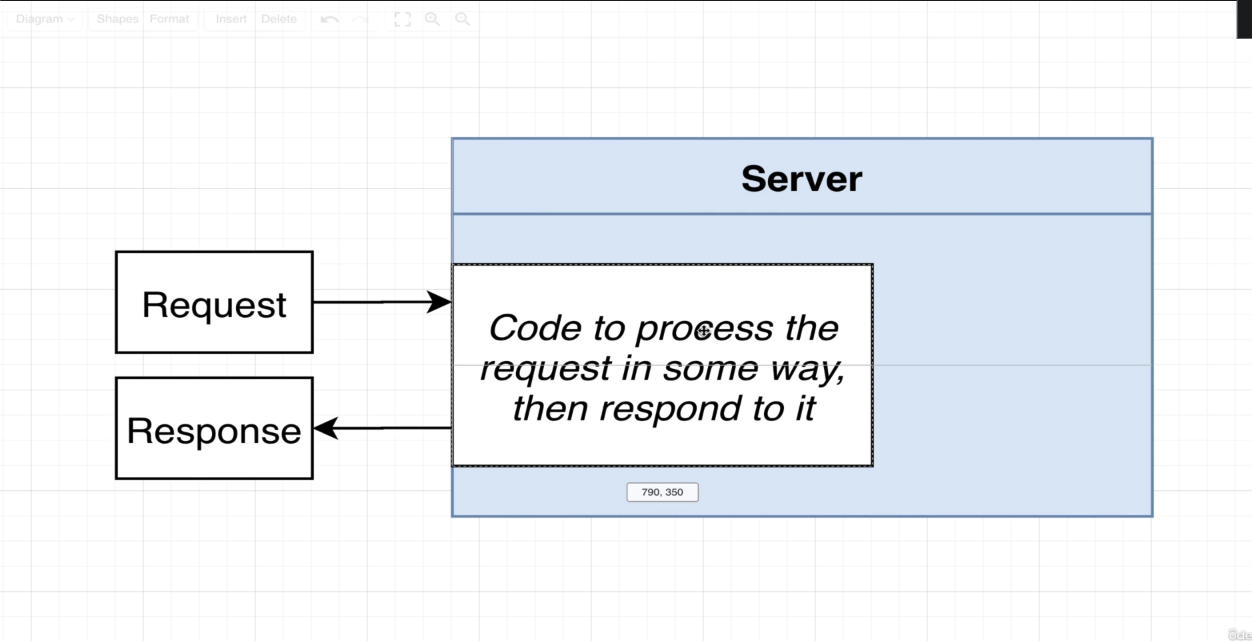 Diagram Shapes Format Insert Delete
Server
Request
Code to process the
request in some way,
then respond to it
Response
790, 350